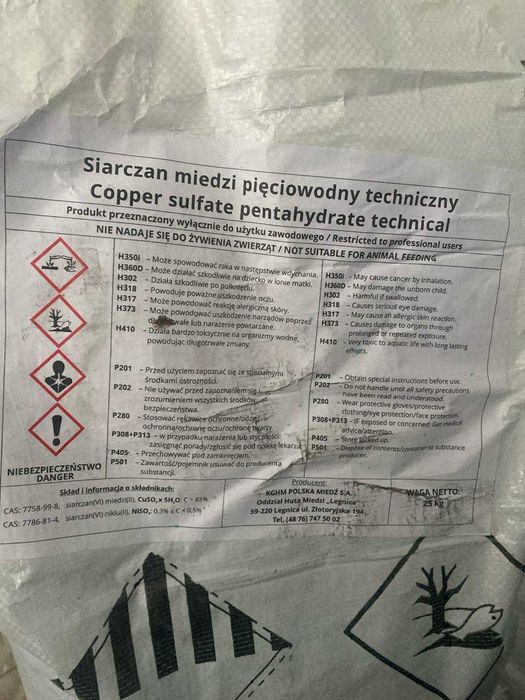 Siarczan miedzi pięciowodny techniczny
Copper sulfate pentahydrate technical
Produkt przeznaczony wyłącznie do użytku zawodowego / Restricted to professional users
NIE NADAJE SIĘ DO ŻYWIENIA ZWIERZĄT / NOT SUITABLE FOR ANIMAL FEEDING
H350i – Może spowodować raka w następstwie wdychania.
H360D – Może działać szkodliwie na dziecko w łonie matki.
H302 – Działa szkodliwie po połknięciu.
H318 – Powoduje poważne uszkodzenie oczu.
H317 – Może powodować reakcję alergiczną skóry.
H373 – Może powodować uszkodzenie narządów poprzez
długotrwałe lub narażenie powtarzane.
H410 – Działa bardzo toksycznie na organizmy wodne,
powodując długotrwałe zmiany,
P201 – Przed użyciem zapoznać się ze specjalnymi
środkami ostrożności.
P202 – Nie używać przed zapoznaniem się i
zrozumieniem wszystkich środków
bezpieczeństwa.
P280 – Stosować rękawice ochronne/odzież
ochronną/ochronę oczu/ochronę twarzy.
P308+P313 – w przypadku narażenia lub styczności:
zasięgnąć porady/zgłosić się pod opiekę lekarza
P405 – Przechowywać pod zamknięciem.
P501 – Zawartość/pojemnik usuwać do producenta
substancji.
H350i – May cause cancer by inhalation.
H360D – May damage the unborn child.
H302 – Harmful if swallowed.
H318 – Causes serious eye damage.
H317 – May cause an allergic skin reaction.
H373 – Causes damage to organs through
prolonged or repeated exposure.
H410 – Very toxic to aquatic life with long lasting
effects.
P201 – Obtain special instructions before use.
P202 – Do not handle until all safety precautions
have been read and understood.
P280 – Wear protective gloves/protective
clothing/eye protection/face protection.
P308+P313 – IF exposed or concerned: Get medical
advice/attention.
P405 – Store locked up.
P501 – Dispose of contents/container to substance
producer.
NIEBEZPIECZEŃSTWO
DANGER
Skład i informacja o składnikach:
CAS: 7758-99-8, siarczan(VI) miedzi(II), CuSO₄ x 5H₂O: C > 85%
CAS: 7786-81-4, siarczan(VI) niklu(II), NiSO₄: 0,3% ≤ C < 0,5%
Producent:
KGHM POLSKA MIEDŹ S.A.
Oddział Huta Miedzi „Legnica”
59-220 Legnica ul. Złotoryjska 194
Tel. (48 76) 747 50 02
WAGA NETTO:
25 kg